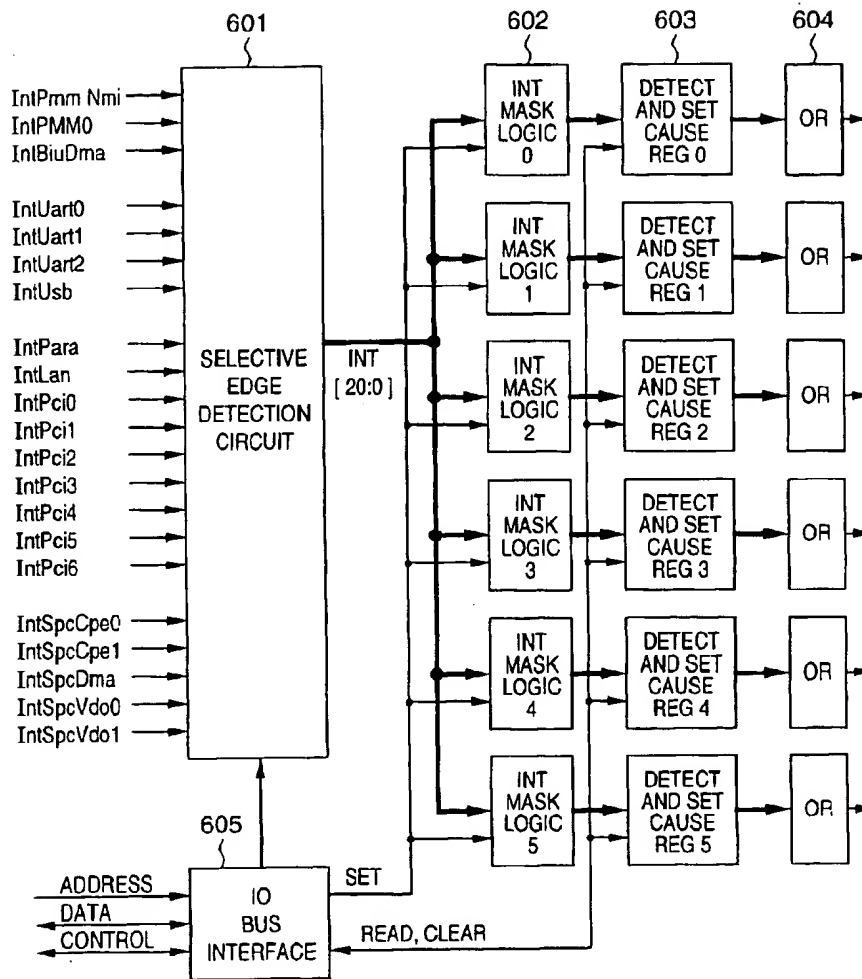 601
602
603
604
IntPmm Nmi
IntPMM0
IntBiuDma
IntUart0
IntUart1
IntUart2
IntUsb
IntPara
IntLan
IntPci0
IntPci1
IntPci2
IntPci3
IntPci4
IntPci5
IntPci6
IntSpcCpe0
IntSpcCpe1
IntSpcDma
IntSpcVdo0
IntSpcVdo1
SELECTIVE
EDGE
DETECTION
CIRCUIT
INT
[ 20:0 ]
INT
MASK
LOGIC
0
DETECT
AND SET
CAUSE
REG 0
OR
INT
MASK
LOGIC
1
DETECT
AND SET
CAUSE
REG 1
OR
INT
MASK
LOGIC
2
DETECT
AND SET
CAUSE
REG 2
OR
INT
MASK
LOGIC
3
DETECT
AND SET
CAUSE
REG 3
OR
INT
MASK
LOGIC
4
DETECT
AND SET
CAUSE
REG 4
OR
INT
MASK
LOGIC
5
DETECT
AND SET
CAUSE
REG 5
OR
605
ADDRESS
DATA
CONTROL
IO
BUS
INTERFACE
SET
READ, CLEAR